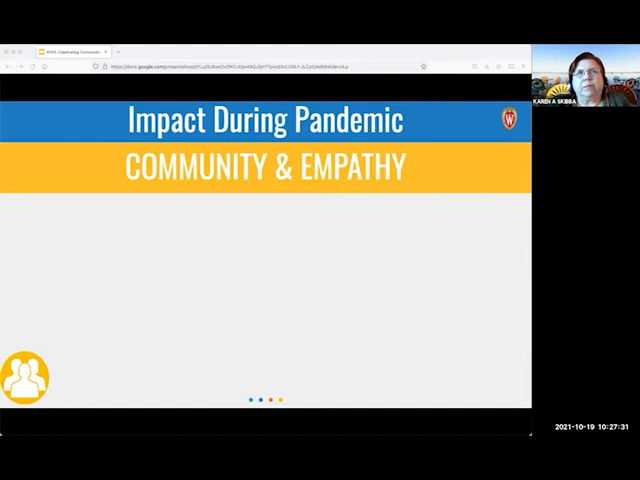 Impact During Pandemic
W
COMMUNITY & EMPATHY
KAREN A SKIBBA
2021-10-19 10:27:31